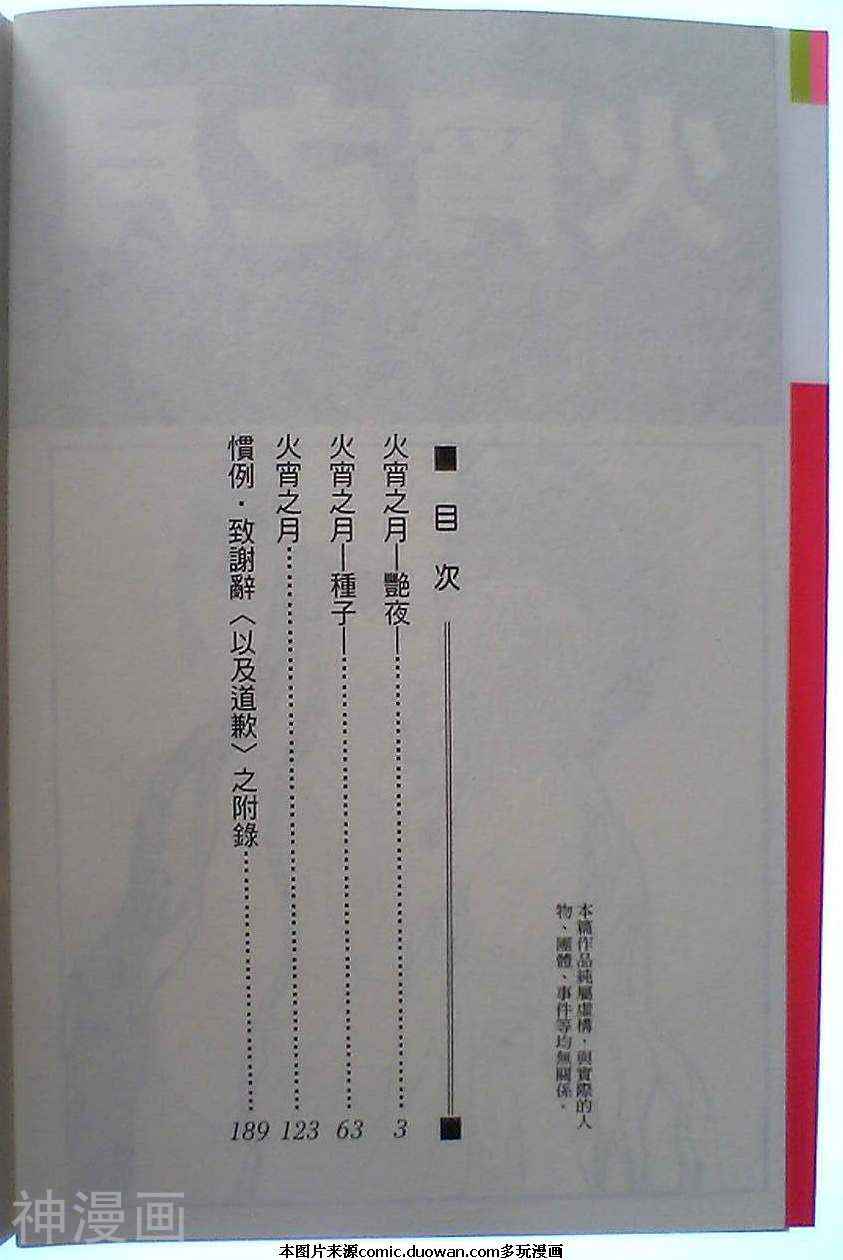 火宵之月
■ 目次 ■
火宵之月—艷夜—……3
火宵之月—種子—……63
火宵之月……123
慣例．致謝辭〈以及道歉〉之附錄……189
本篇作品純屬虛構，與實際的人
物、團體、事件等均無關係。
神漫画
本图片来源comic.duowan.com多玩漫画